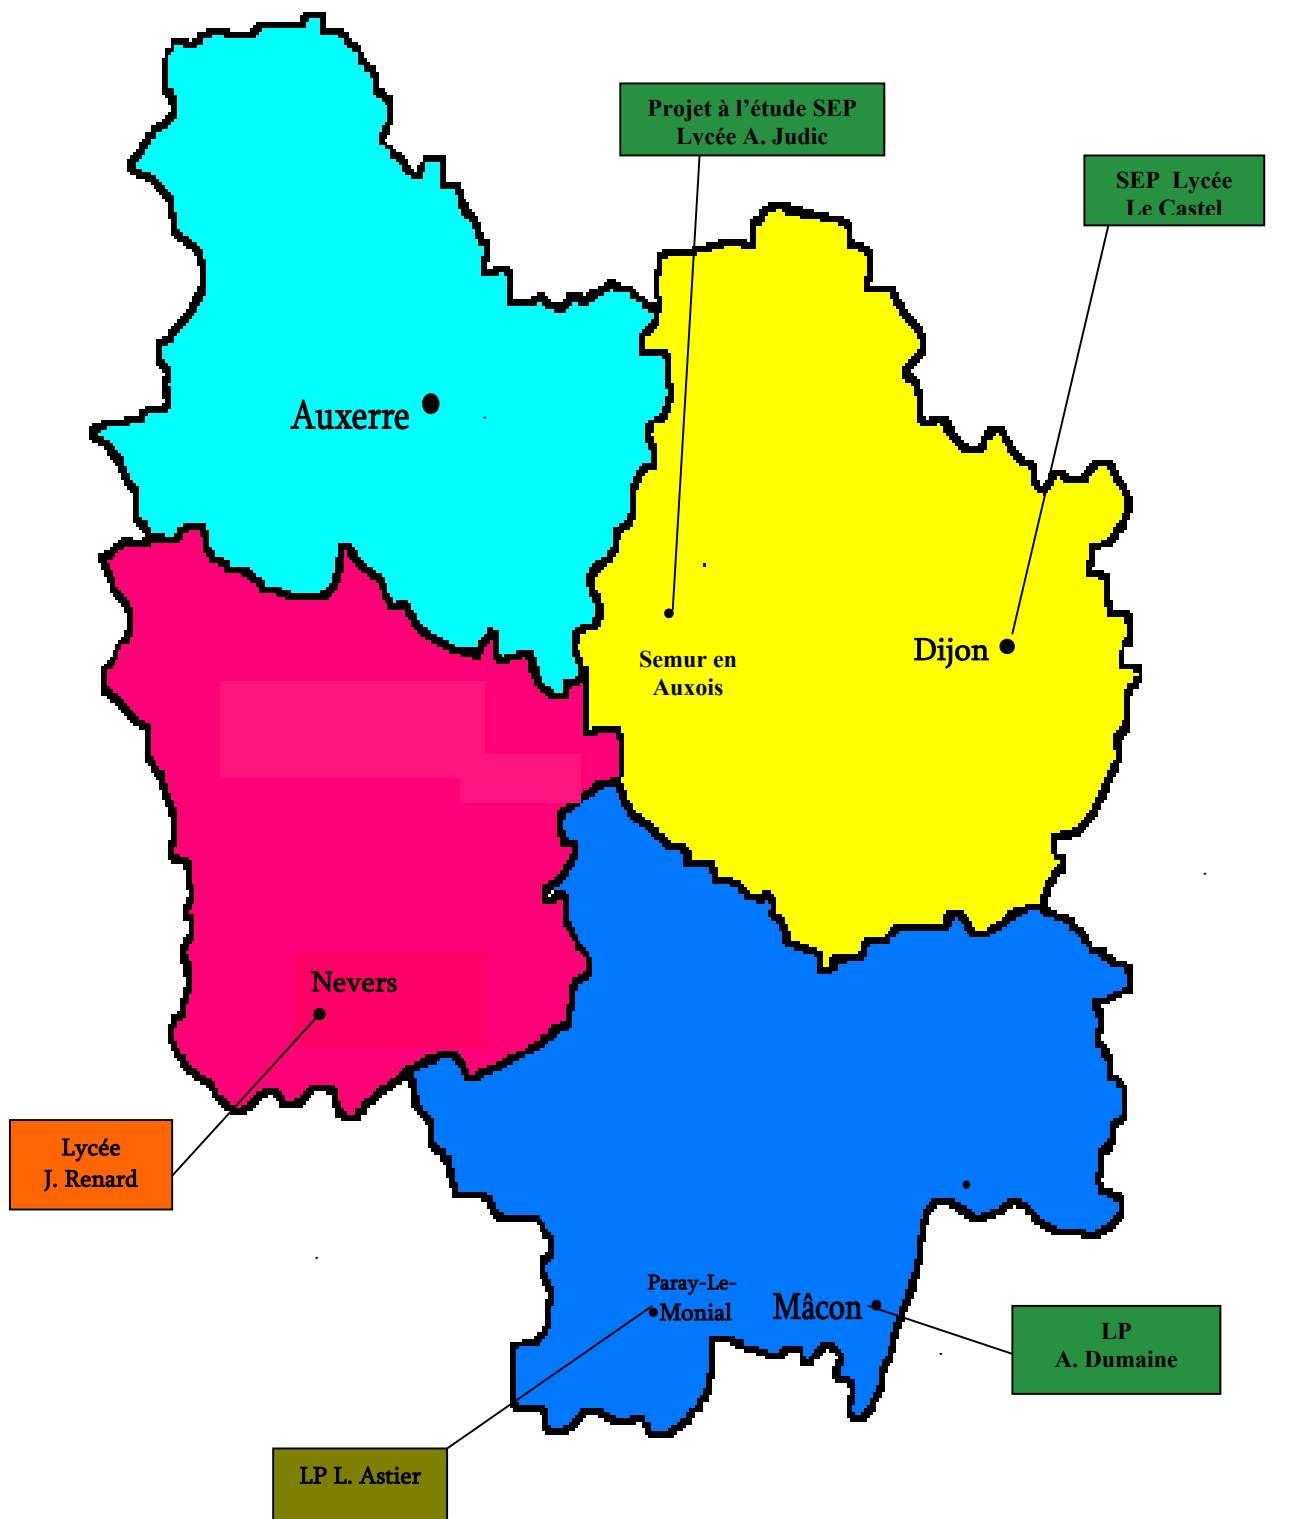 Projet à l'étude SEP
Lycée A. Judic
SEP Lycée
Le Castel
Auxerre
Semur en
Auxois
Dijon
Nevers
Lycée
J. Renard
Paray-Le-
Monial
Mâcon
LP
A. Dumaine
LP L. Astier